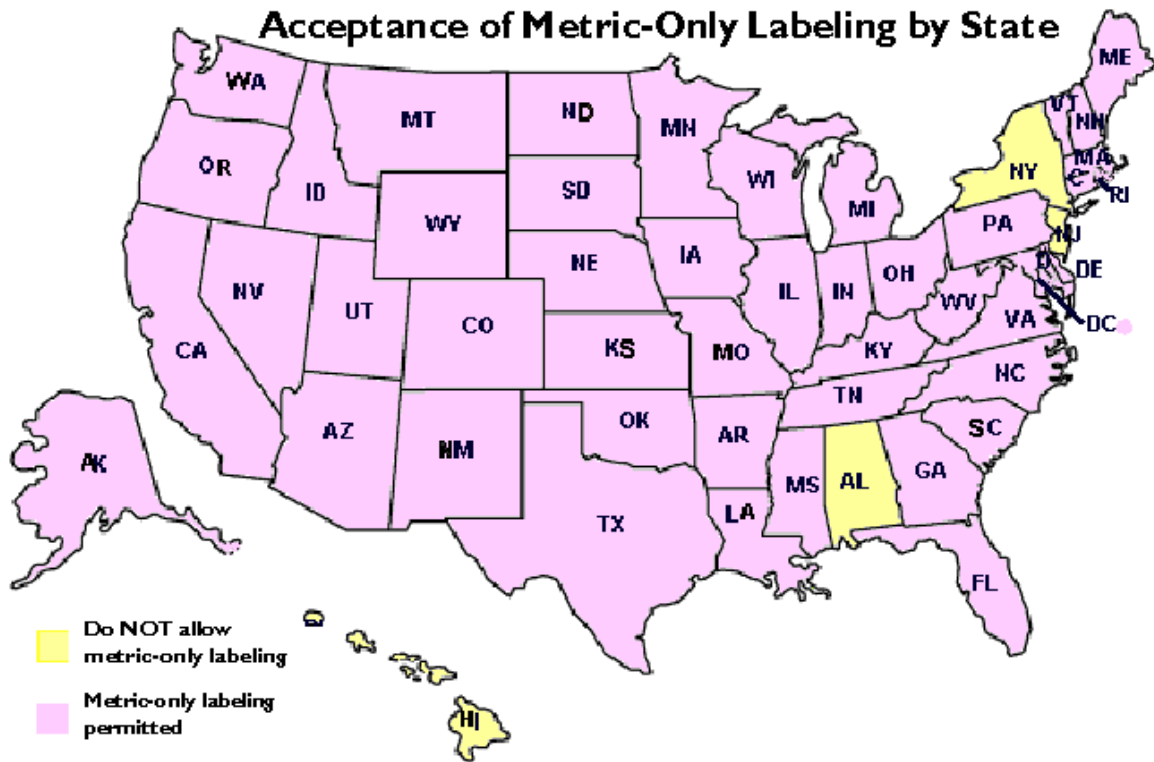 Acceptance of Metric-Only Labeling by State
WA
MT
ND
MN
ME
VT
NH
OR
ID
SD
WI
MI
NY
MA
C
RI
WY
IA
PA
NJ
NE
OH
DE
D
NV
UT
CO
IL
IN
WV
VA
DC
CA
KS
MO
KY
NC
AZ
NM
OK
AR
TN
SC
AK
TX
LA
MS
AL
GA
FL
HI
Do NOT allow
metric-only labeling
Metric-only labeling
permitted